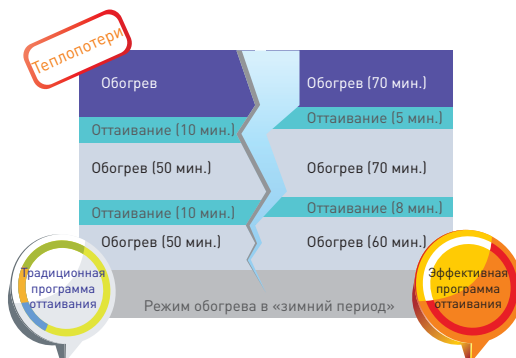 Теплопотери
Обогрев
Обогрев (70 мин.)
Оттаивание (10 мин.)
Оттаивание (5 мин.)
Обогрев (50 мин.)
Обогрев (70 мин.)
Оттаивание (10 мин.)
Оттаивание (8 мин.)
Обогрев (50 мин.)
Обогрев (60 мин.)
Традиционная
программа
оттаивания
Эффективная
программа
оттаивания
Режим обогрева в «зимний период»